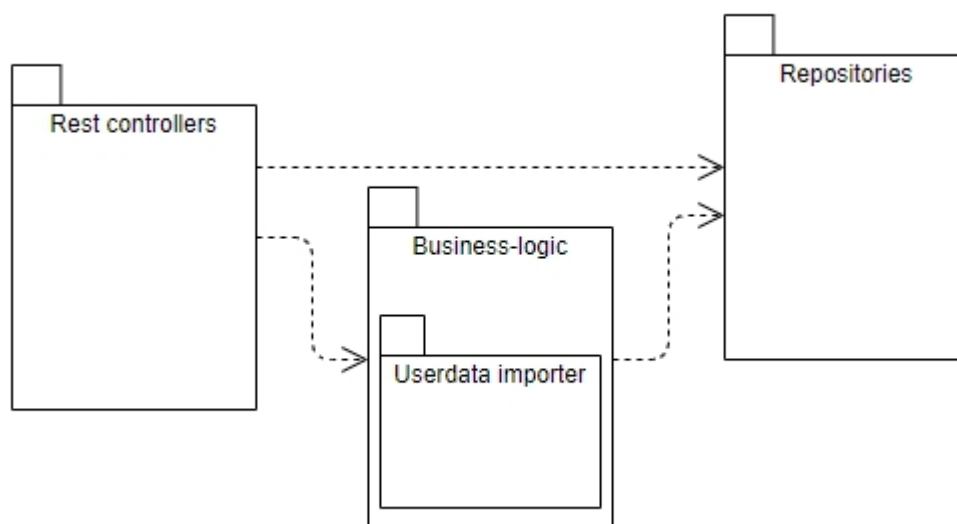 Rest controllers
Repositories
Business-logic
Userdata importer